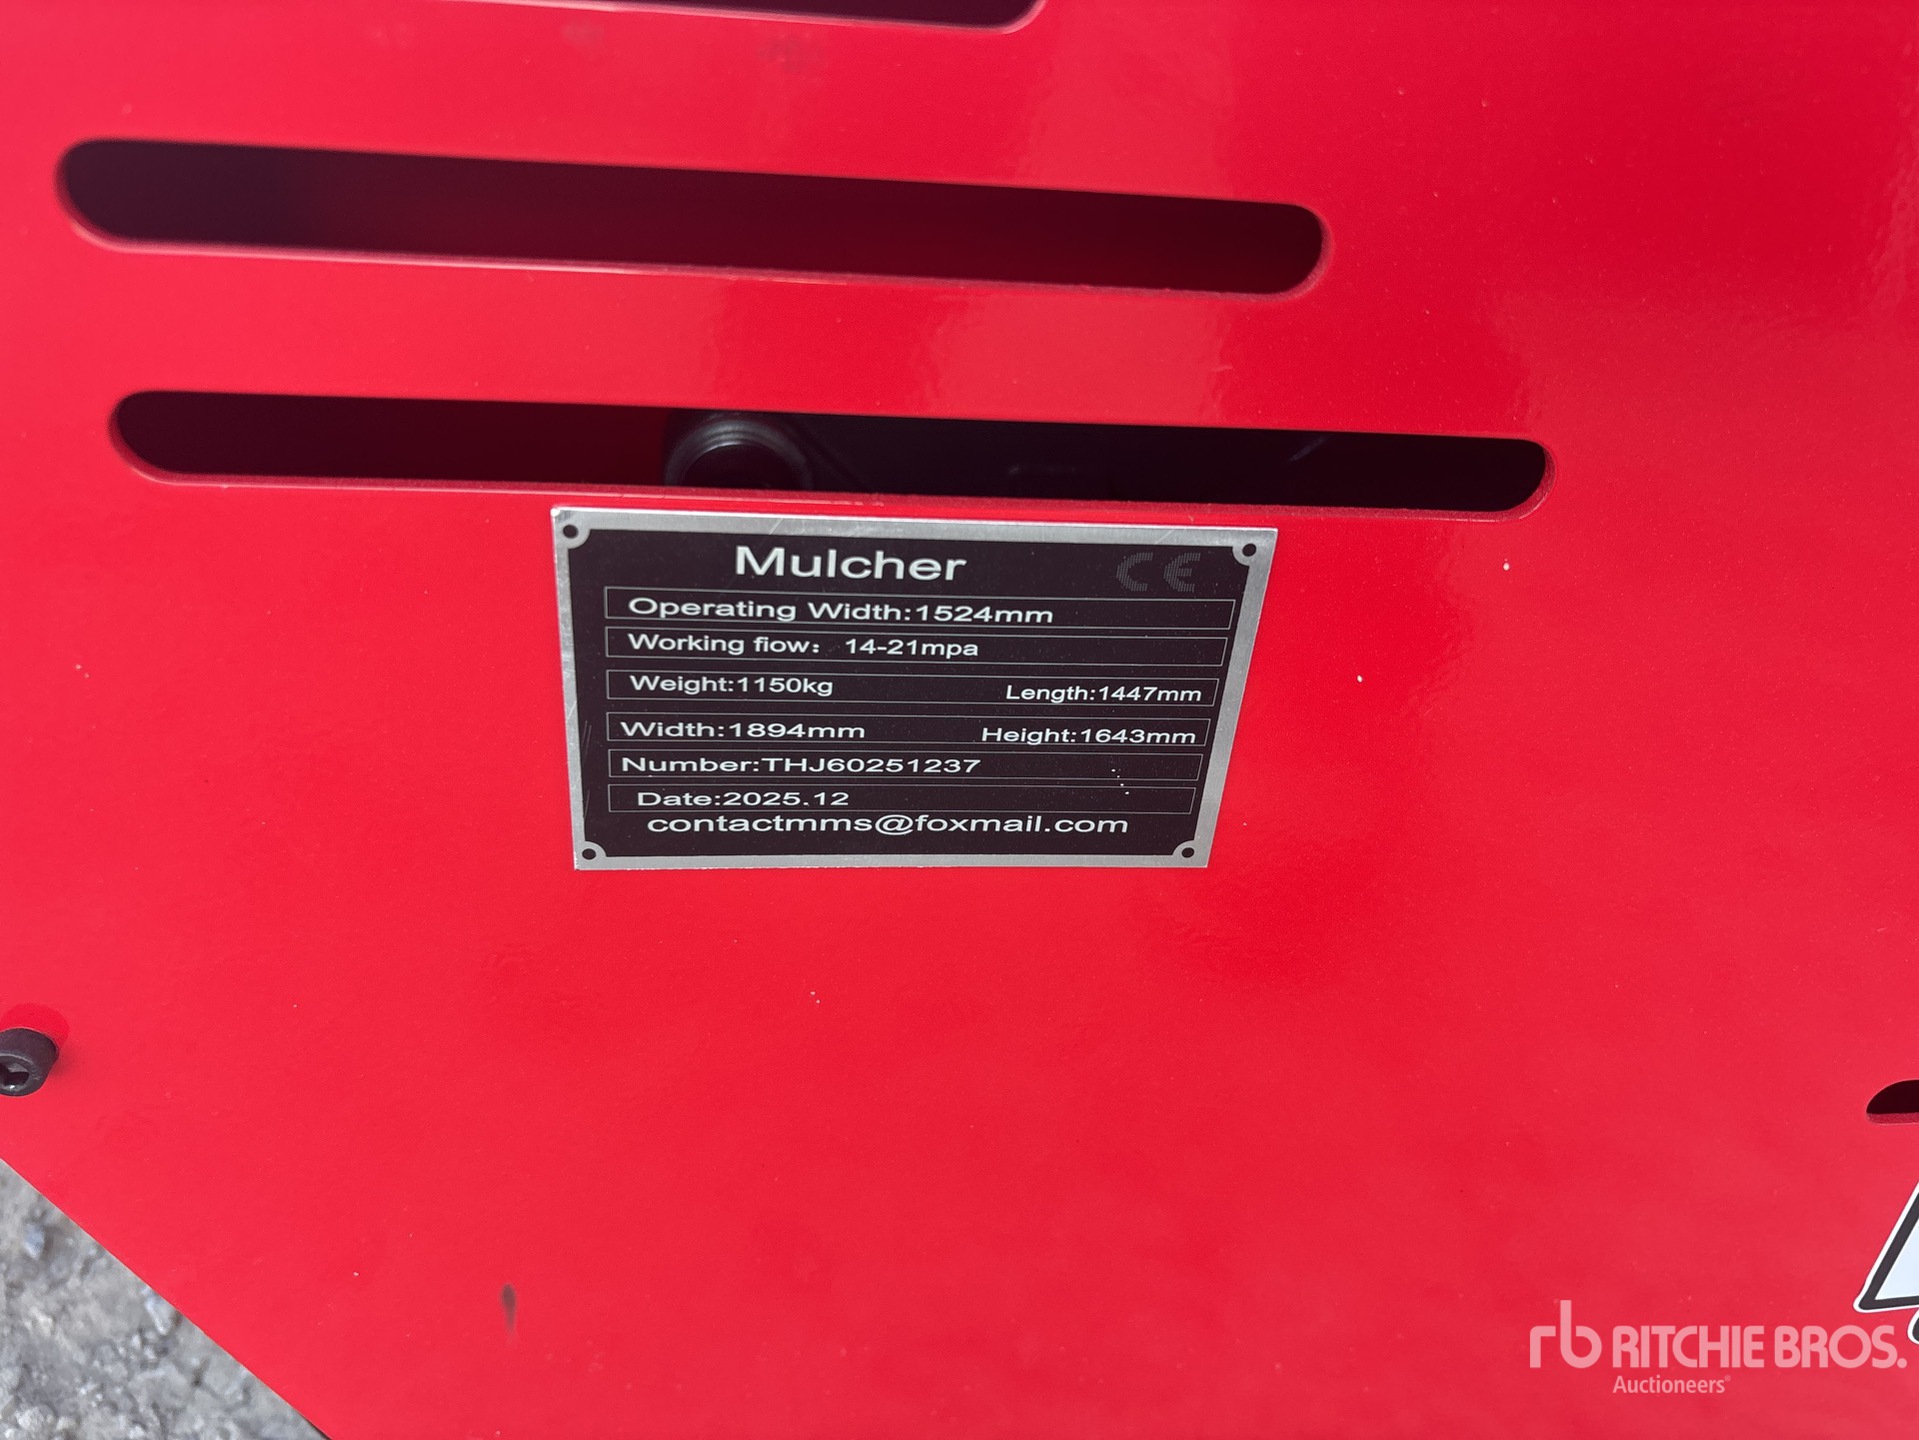 Mulcher CE
Operating Width:1524mm
Working fiow: 14-21mpa
Weight:1150kg Length:1447mm
Width:1894mm Height:1643mm
Number:THJ60251237
Date:2025.12
contactmms@foxmail.com
rb RITCHIE BROS.
Auctioneers®